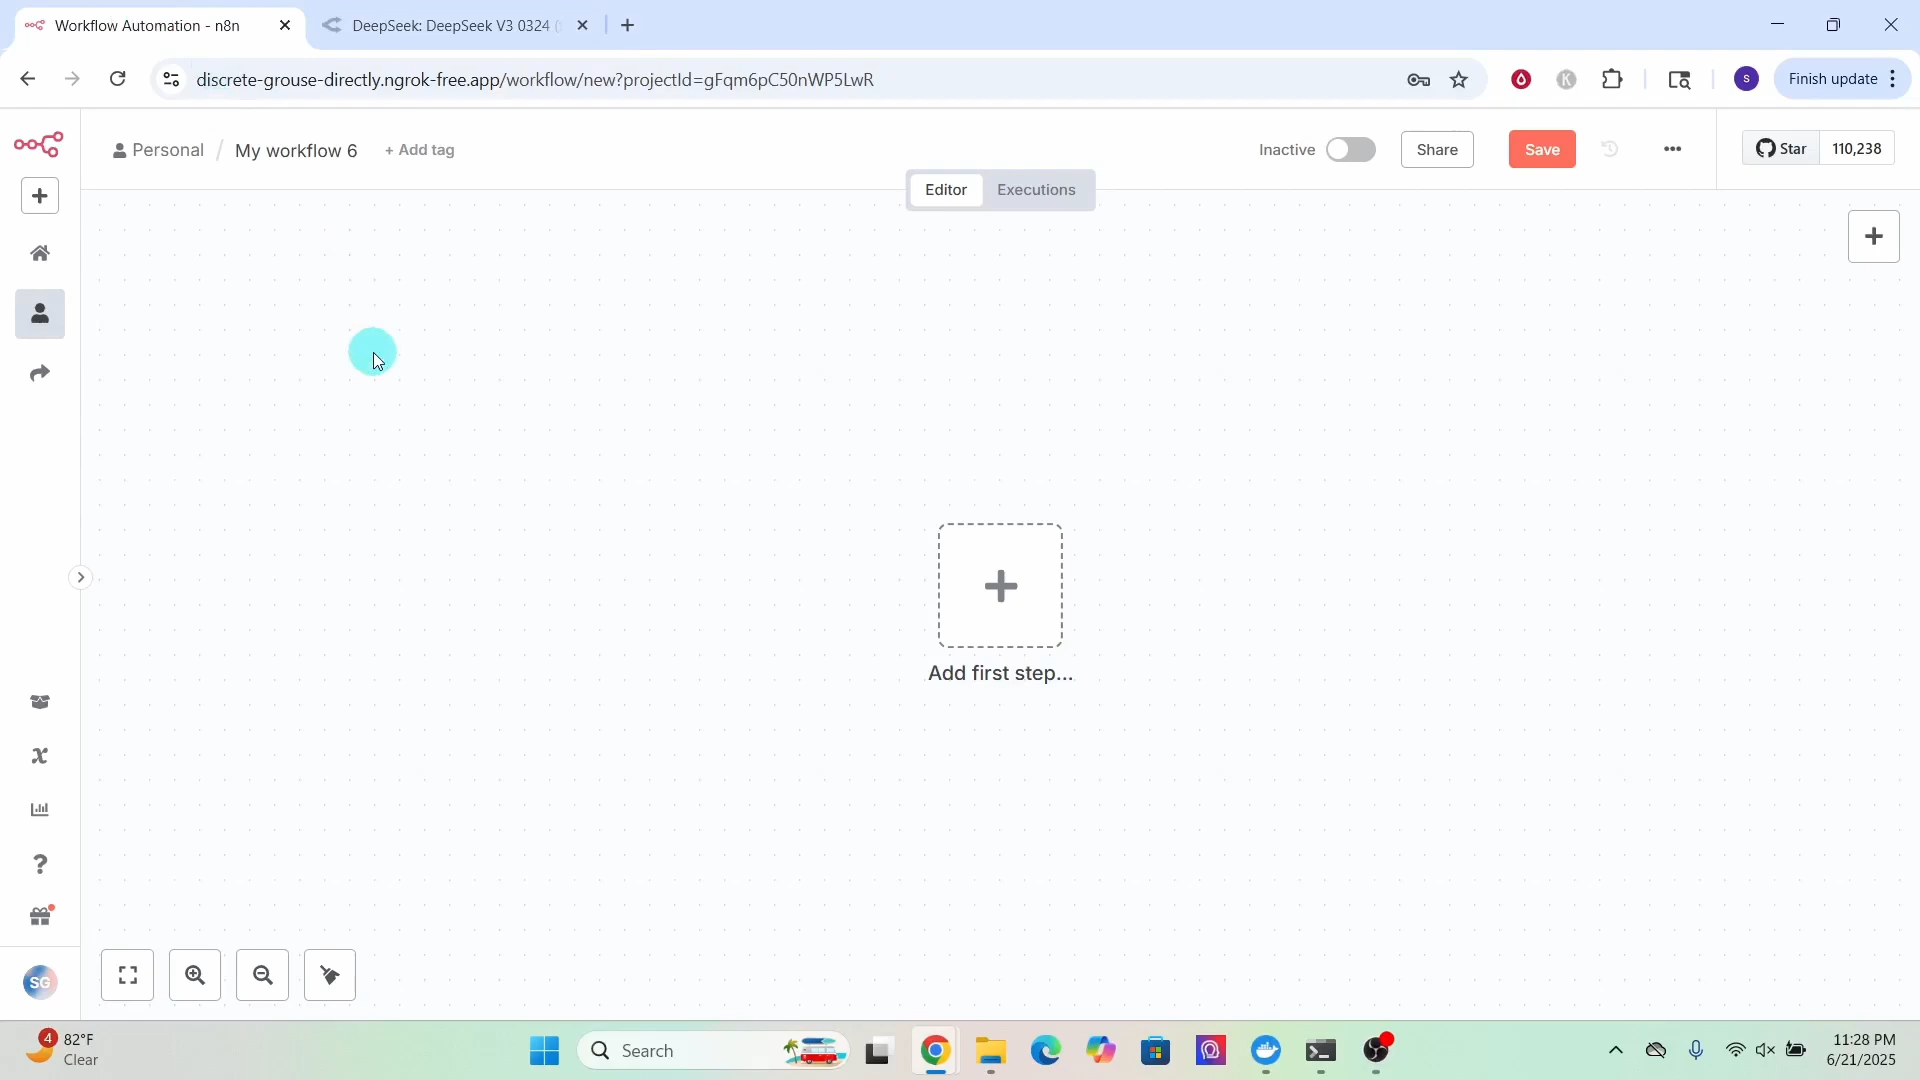 Workflow Automation - n8n
DeepSeek: DeepSeek V3 0324 (
discrete-grouse-directly.ngrok-free.app/workflow/new?projectId=gFqm6pC50nWP5LwR
K
S
Finish update
Personal / My workflow 6 + Add tag
Inactive
Share
Save
Star
110,238
Editor
Executions
Add first step...
SG
4
82°F
Clear
Search
11:28 PM
6/21/2025